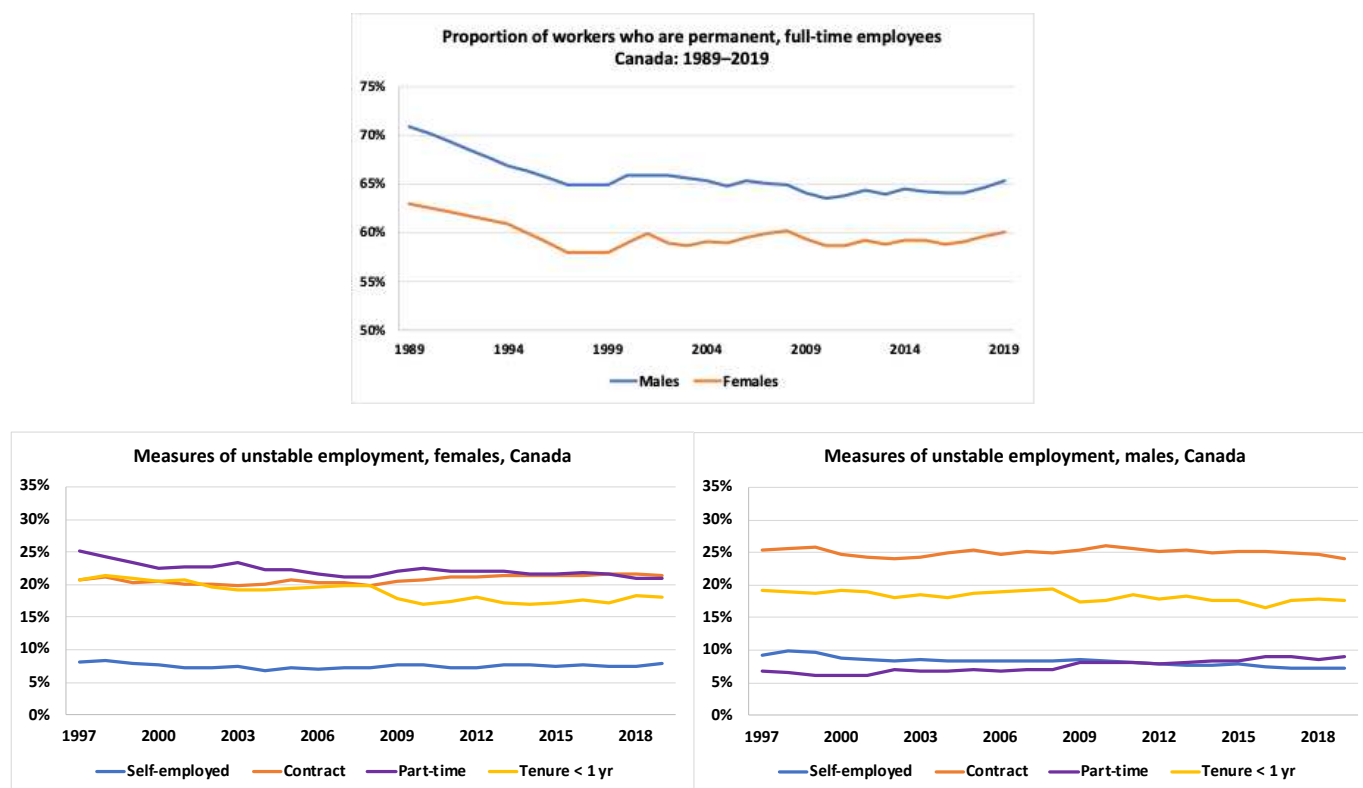 Proportion of workers who are permanent, full-time employees
Canada: 1989–2019
75%
70%
65%
60%
55%
50%
1989 1994 1999 2004 2009 2014 2019
Males Females
Measures of unstable employment, females, Canada
35%
30%
25%
20%
15%
10%
5%
0%
1997 2000 2003 2006 2009 2012 2015 2018
Self-employed Contract Part-time Tenure < 1 yr
Measures of unstable employment, males, Canada
35%
30%
25%
20%
15%
10%
5%
0%
1997 2000 2003 2006 2009 2012 2015 2018
Self-employed Contract Part-time Tenure < 1 yr